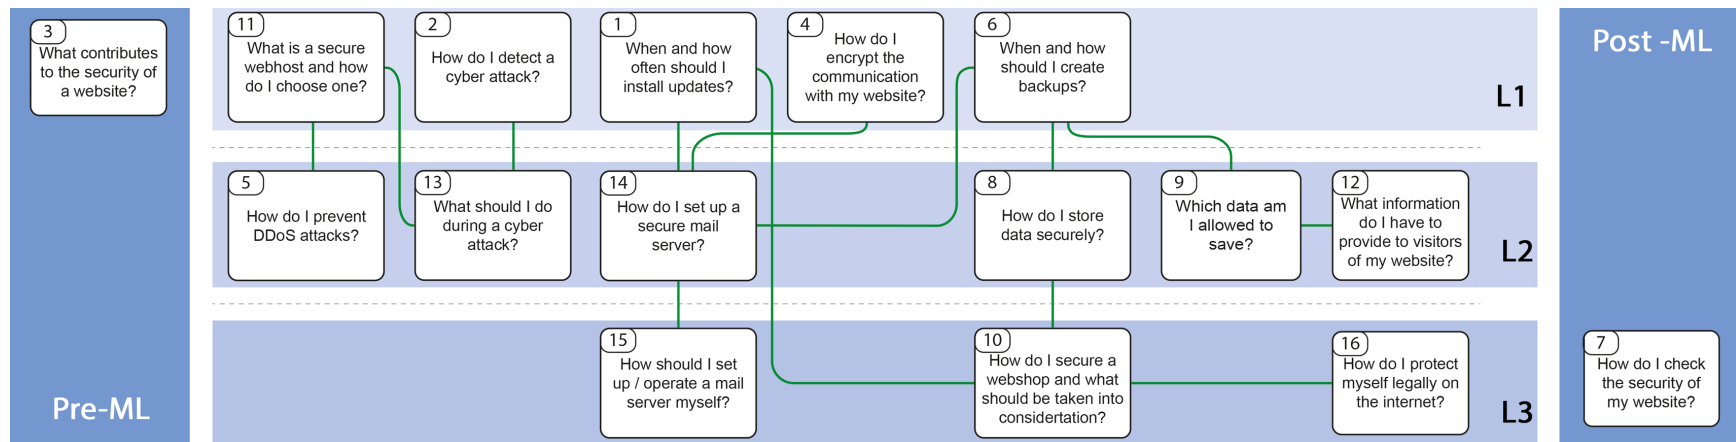 3
What contributes
to the security of
a website?
Pre-ML
11
What is a secure
webhost and how
do I choose one?
2
How do I detect a
cyber attack?
1
When and how
often should I
install updates?
4
How do I
encrypt the
communication
with my website?
6
When and how
should I create
backups?
L1
5
How do I prevent
DDoS attacks?
13
What should I do
during a cyber
attack?
14
How do I set up a
secure mail
server?
8
How do I store
data securely?
9
Which data am
I allowed to
save?
12
What information
do I have to
provide to visitors
of my website?
L2
15
How should I set
up / operate a mail
server myself?
10
How do I secure a
webshop and what
should be taken into
considertation?
16
How do I protect
myself legally on
the internet?
L3
Post -ML
7
How do I check
the security of
my website?